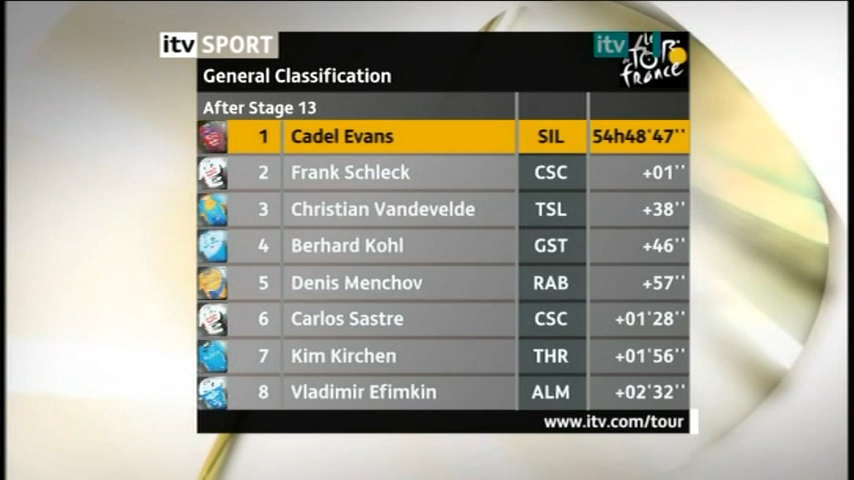 itv SPORT
itv 4 le TOUR de france
General Classification
After Stage 13
1 Cadel Evans SIL 54h48'47''
2 Frank Schleck CSC +01''
3 Christian Vandevelde TSL +38''
4 Berhard Kohl GST +46''
5 Denis Menchov RAB +57''
6 Carlos Sastre CSC +01'28''
7 Kim Kirchen THR +01'56''
8 Vladimir Efimkin ALM +02'32''
www.itv.com/tour